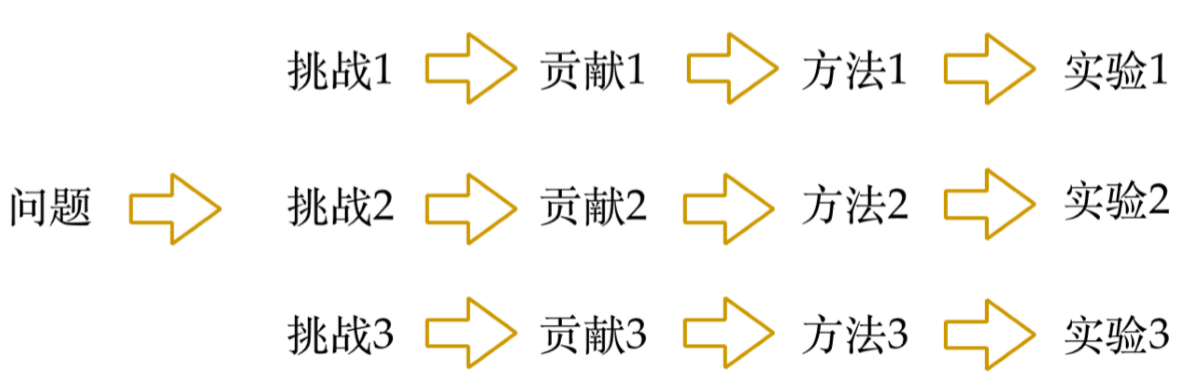 挑战1 贡献1 方法1 实验1
问题 挑战2 贡献2 方法2 实验2
挑战3 贡献3 方法3 实验3